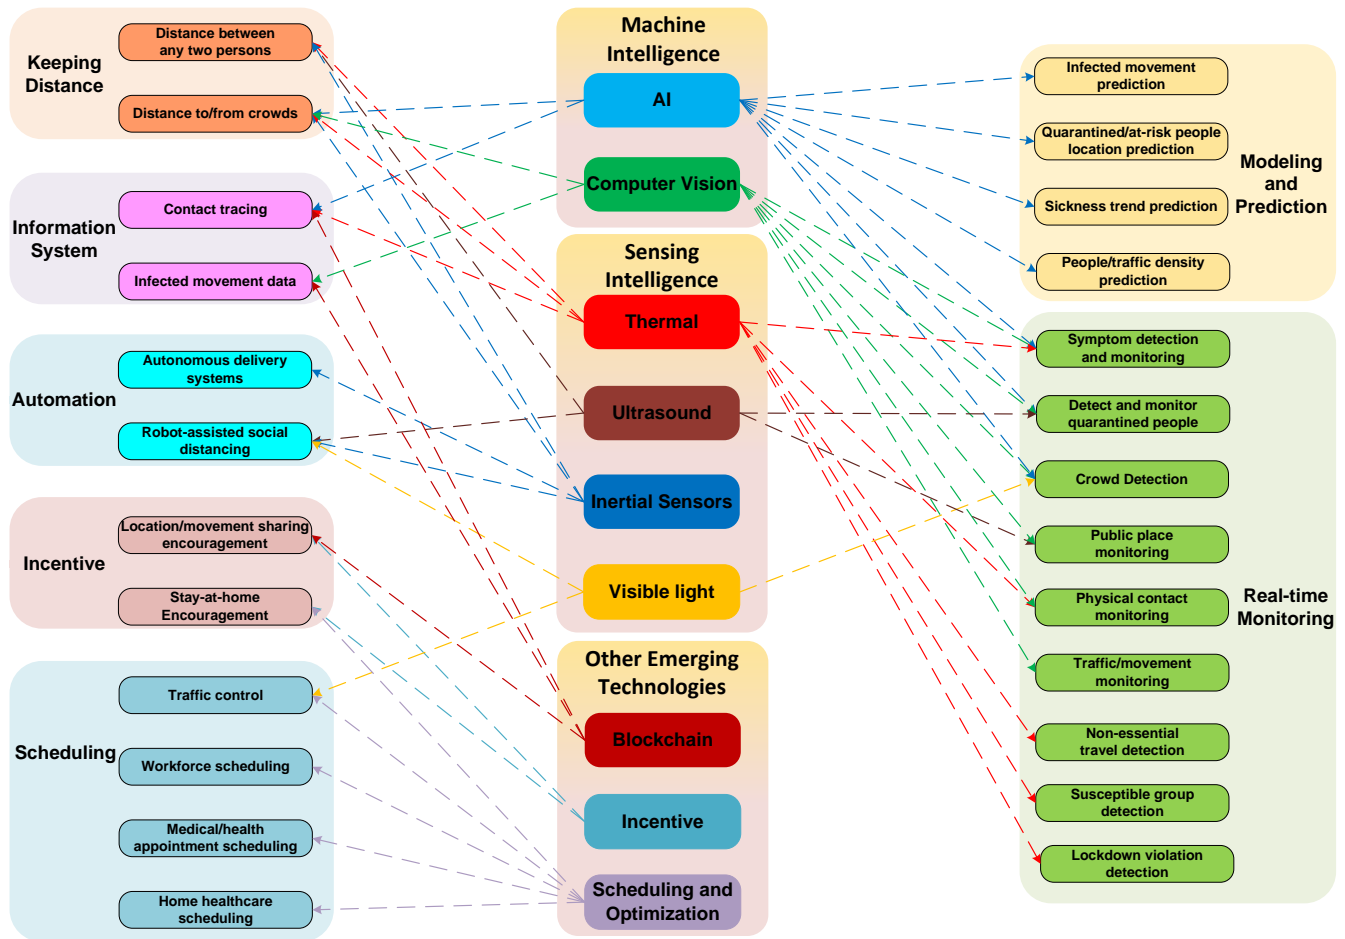 Keeping
Distance
Distance between
any two persons
Distance to/from crowds
Information
System
Contact tracing
Infected movement data
Automation
Autonomous delivery
systems
Robot-assisted social
distancing
Incentive
Location/movement sharing
encouragement
Stay-at-home
Encouragement
Scheduling
Traffic control
Workforce scheduling
Medical/health
appointment scheduling
Home healthcare
scheduling
Machine
Intelligence
AI
Computer Vision
Sensing
Intelligence
Thermal
Ultrasound
Inertial Sensors
Visible light
Other Emerging
Technologies
Blockchain
Incentive
Scheduling and
Optimization
Infected movement
prediction
Quarantined/at-risk people
location prediction
Sickness trend prediction
People/traffic density
prediction
Modeling
and
Prediction
Symptom detection
and monitoring
Detect and monitor
quarantined people
Crowd Detection
Public place
monitoring
Physical contact
monitoring
Traffic/movement
monitoring
Non-essential
travel detection
Susceptible group
detection
Lockdown violation
detection
Real-time
Monitoring